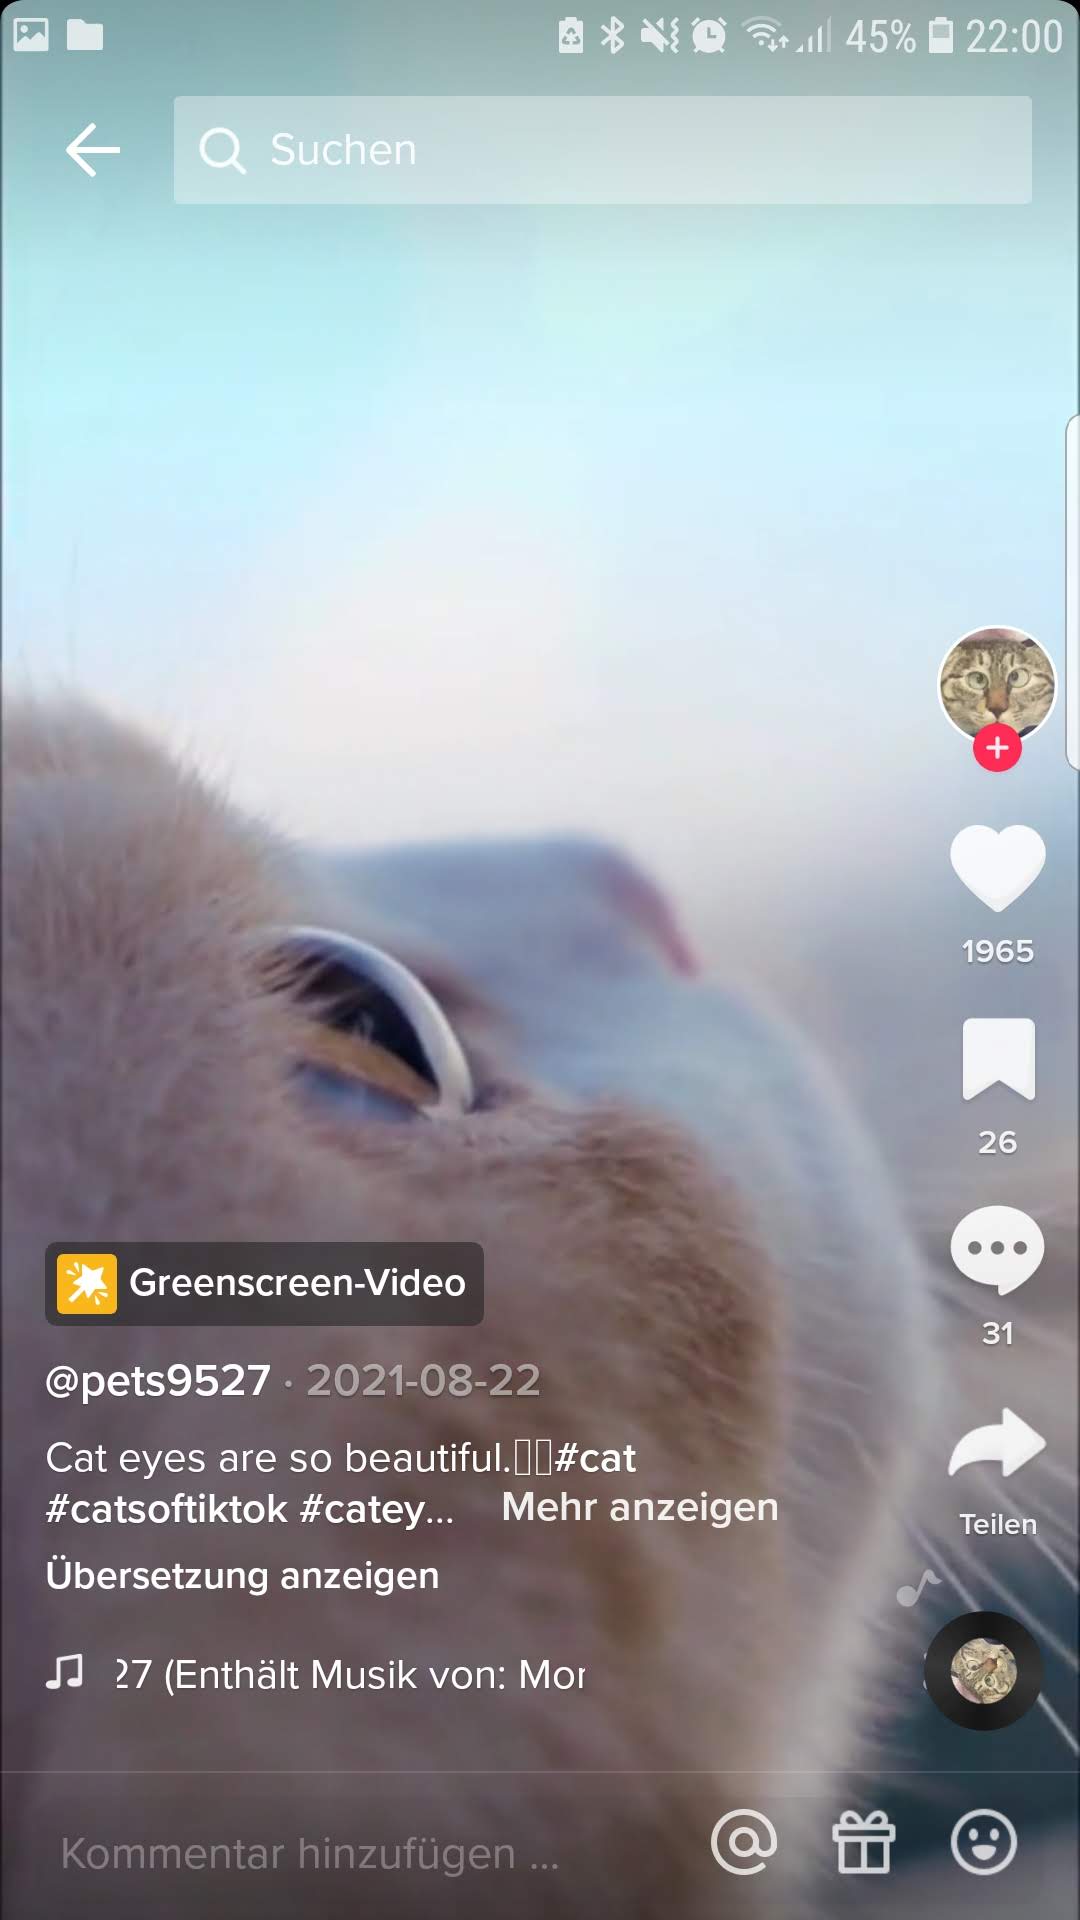 45% 22:00
Suchen
1965
26
31
Greenscreen-Video
@pets9527 · 2021-08-22
Cat eyes are so beautiful.▯▯#cat
#catsoftiktok #catey... Mehr anzeigen
Teilen
Übersetzung anzeigen
27 (Enthält Musik von: Mor
Kommentar hinzufügen ...